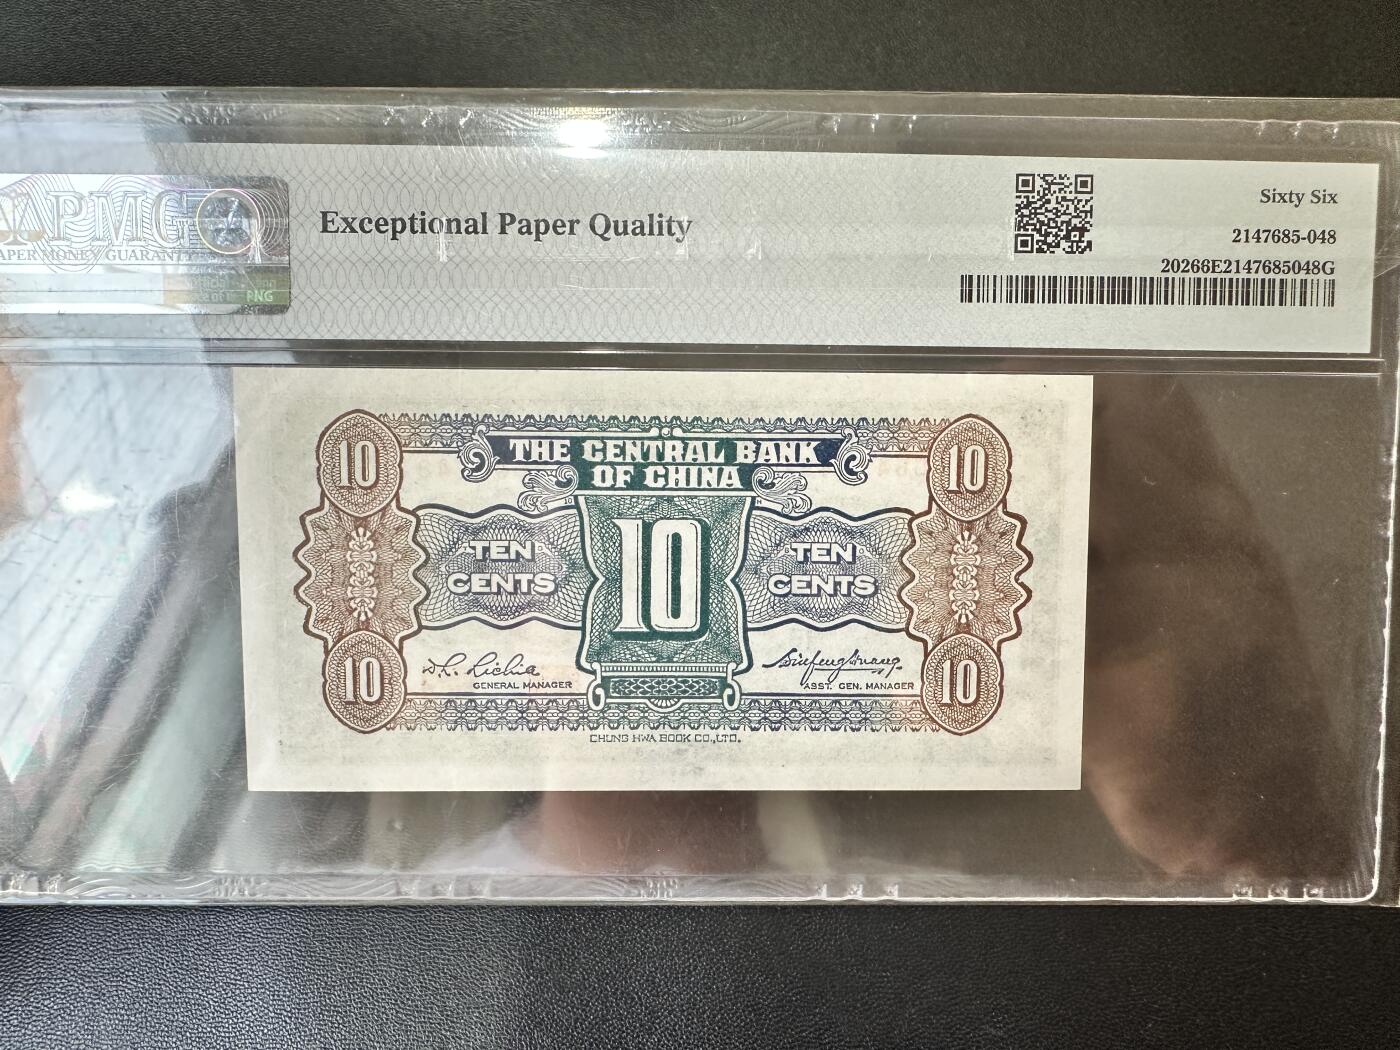 PMG
PAPER MONEY GUARANTY
PNG
Exceptional Paper Quality
Sixty Six
2147685-048
20266E2147685048G
10
10
THE CENTRAL BANK
OF CHINA
10
TEN
CENTS
TEN
CENTS
10
10
GENERAL MANAGER
ASST. GEN. MANAGER
CHUNG HWA BOOK CO.,LTD.